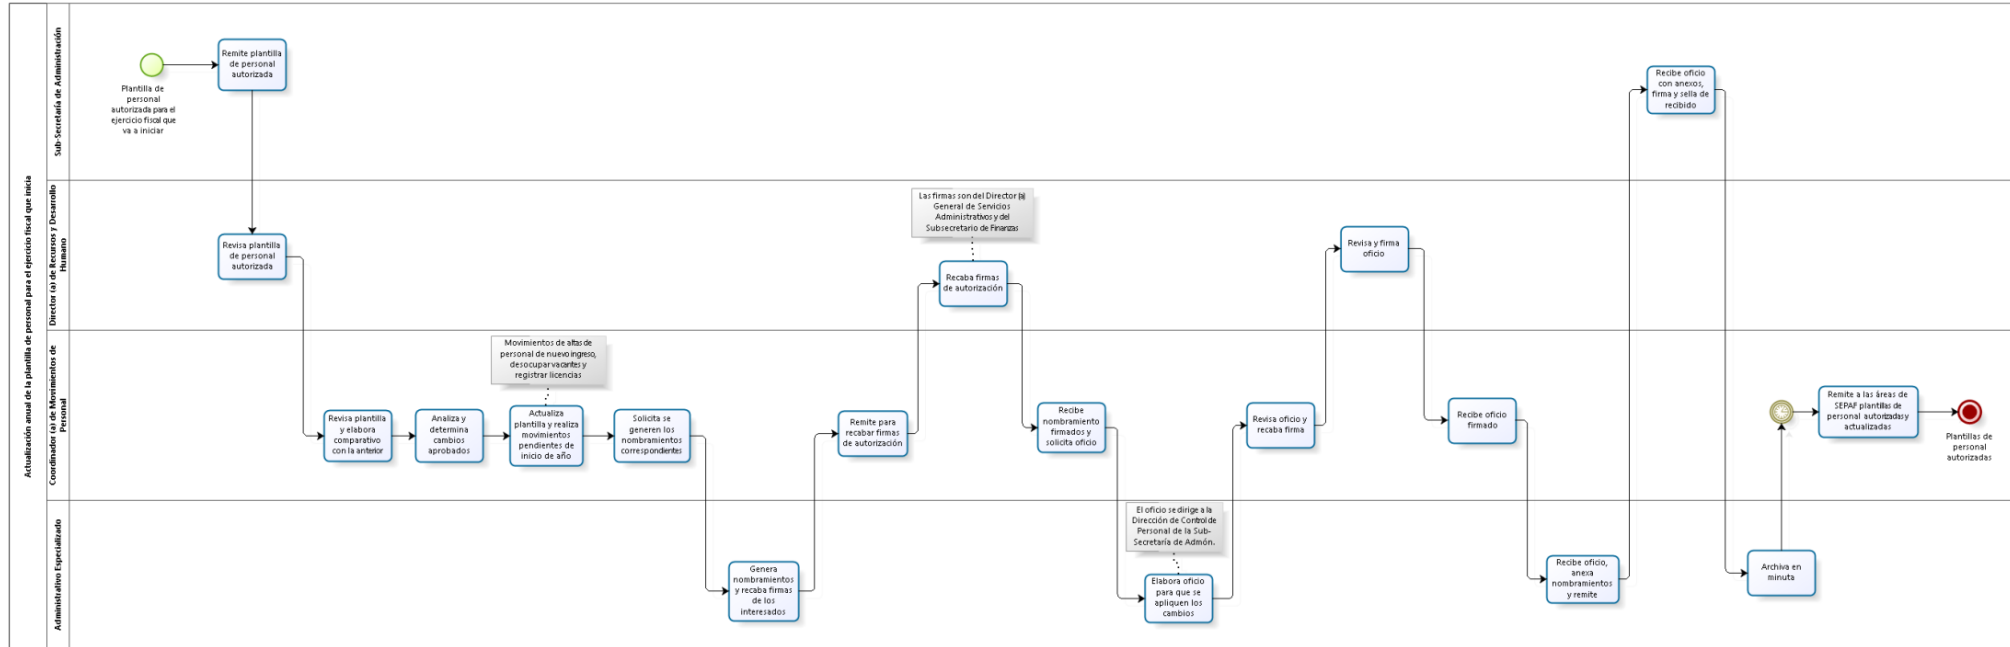 Actualización anual de la plantilla de personal para el ejercicio fiscal que inicia
Sub-Secretaría de Administración
Plantilla de
personal
autorizada para el
ejercicio fiscal que
va a iniciar
Remite plantilla
de personal
autorizada
Recibe oficio
con anexos,
firma y sella de
recibido
Director (a) de Recursos y Desarrollo
Humano
Revisa plantilla
de personal
autorizada
Las firmas son del Director (a)
General de Servicios
Administrativos y del
Subsecretario de Finanzas
Recaba firmas
de autorización
Revisa y firma
oficio
Coordinador (a) de Movimientos de
Personal
Revisa plantilla
y elabora
comparativo
con la anterior
Analiza y
determina
cambios
aprobados
Movimientos de altas de
personal de nuevo ingreso,
desocupar vacantes y
registrar licencias
Actualiza
plantilla y realiza
movimientos
pendientes de
inicio de año
Solicita se
generen los
nombramientos
correspondientes
Remite para
recabar firmas
de autorización
Recibe
nombramiento
firmados y
solicita oficio
Revisa oficio y
recaba firma
Recibe oficio
firmado
Remite a las áreas de
SEPAF plantillas de
personal autorizadas y
actualizadas
Plantillas de
personal
autorizadas
Administrativo Especializado
Genera
nombramientos
y recaba firmas
de los
interesados
El oficio se dirige a la
Dirección de Control de
Personal de la Sub-
Secretaría de Admón.
Elabora oficio
para que se
apliquen los
cambios
Recibe oficio,
anexa
nombramientos
y remite
Archiva en
minuta